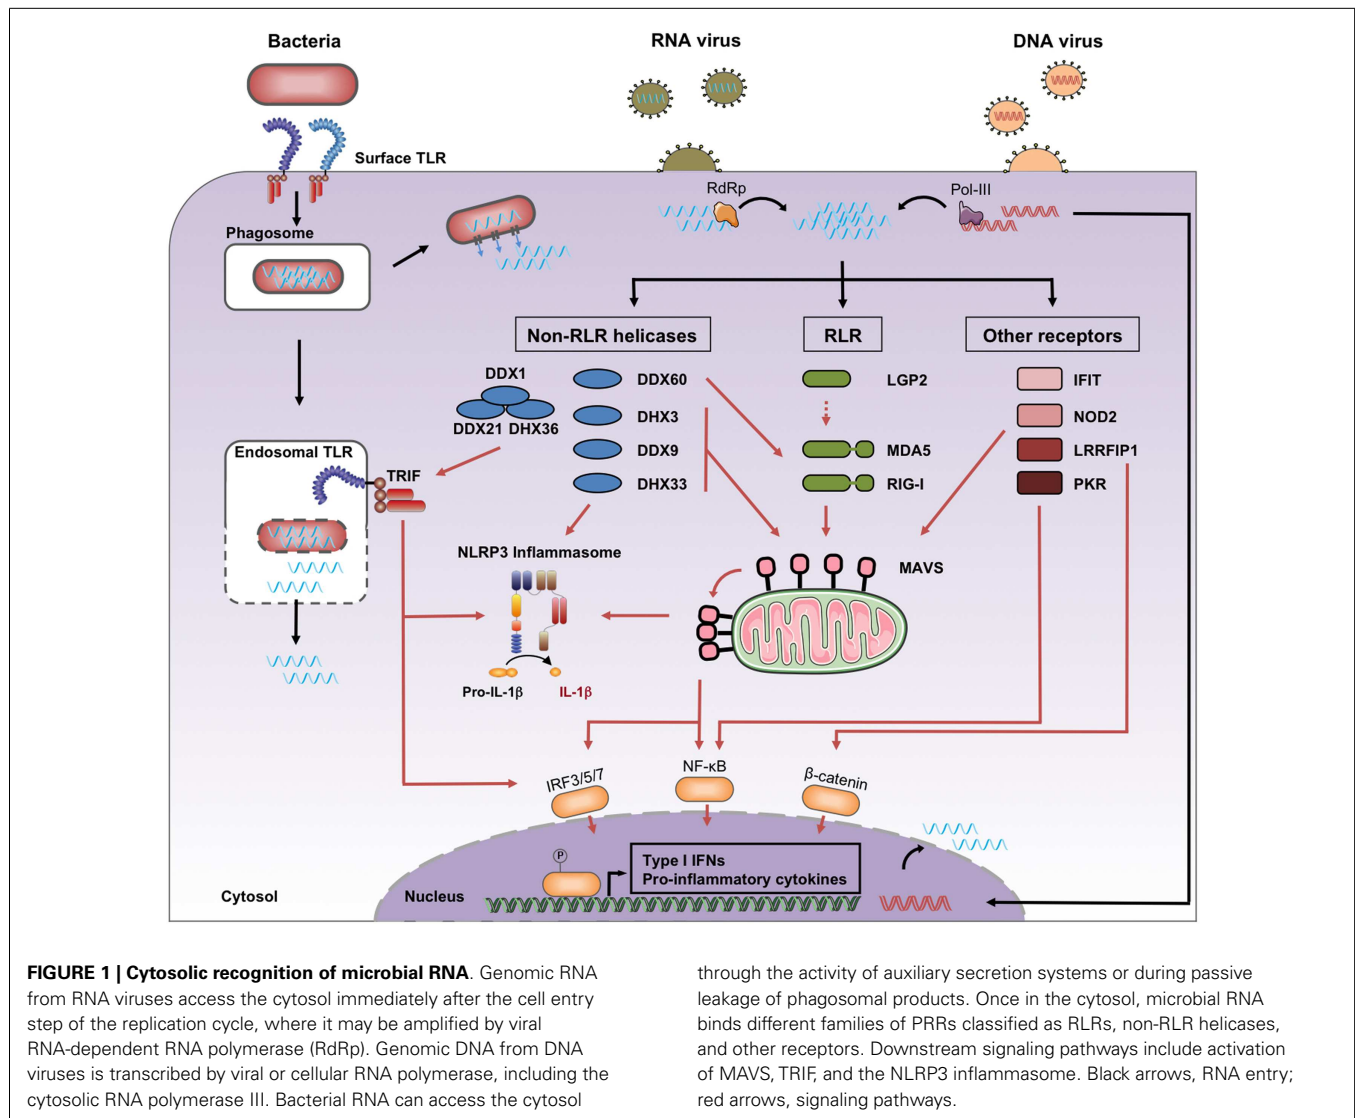 Bacteria
RNA virus
DNA virus
Surface TLR
RdRp
Pol-III
Phagosome
Non-RLR helicases
RLR
Other receptors
DDX1
DDX21 DHX36
DDX60
DHX3
DDX9
DHX33
LGP2
MDA5
RIG-I
IFIT
NOD2
LRRFIP1
PKR
Endosomal TLR
TRIF
NLRP3 Inflammasome
MAVS
Pro-IL-1β
IL-1β
IRF3/5/7
NF-κB
β-catenin
P
Type I IFNs
Pro-inflammatory cytokines
Cytosol
Nucleus
FIGURE 1 | Cytosolic recognition of microbial RNA. Genomic RNA
from RNA viruses access the cytosol immediately after the cell entry
step of the replication cycle, where it may be amplified by viral
RNA-dependent RNA polymerase (RdRp). Genomic DNA from DNA
viruses is transcribed by viral or cellular RNA polymerase, including the
cytosolic RNA polymerase III. Bacterial RNA can access the cytosol
through the activity of auxiliary secretion systems or during passive
leakage of phagosomal products. Once in the cytosol, microbial RNA
binds different families of PRRs classified as RLRs, non-RLR helicases,
and other receptors. Downstream signaling pathways include activation
of MAVS, TRIF, and the NLRP3 inflammasome. Black arrows, RNA entry;
red arrows, signaling pathways.